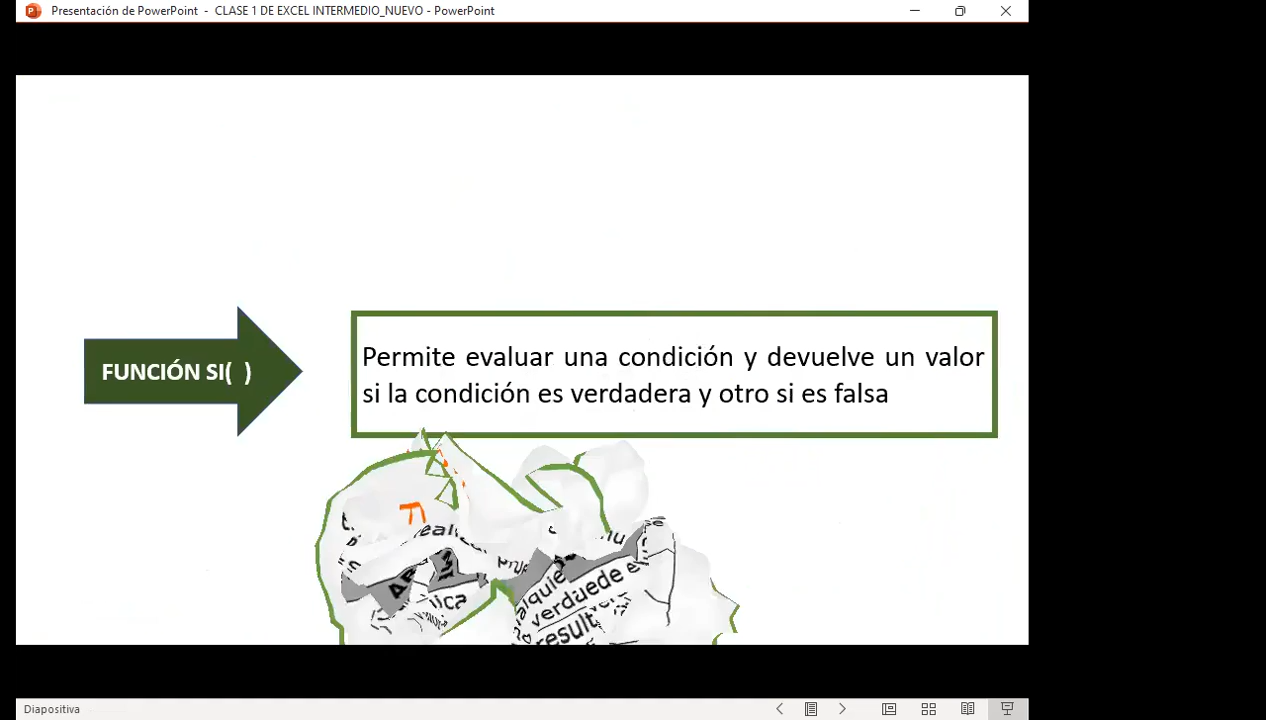 Presentación de PowerPoint - CLASE 1 DE EXCEL INTERMEDIO_NUEVO - PowerPoint
FUNCIÓN SI( )
Permite evaluar una condición y devuelve un valor
si la condición es verdadera y otro si es falsa
Diapositiva